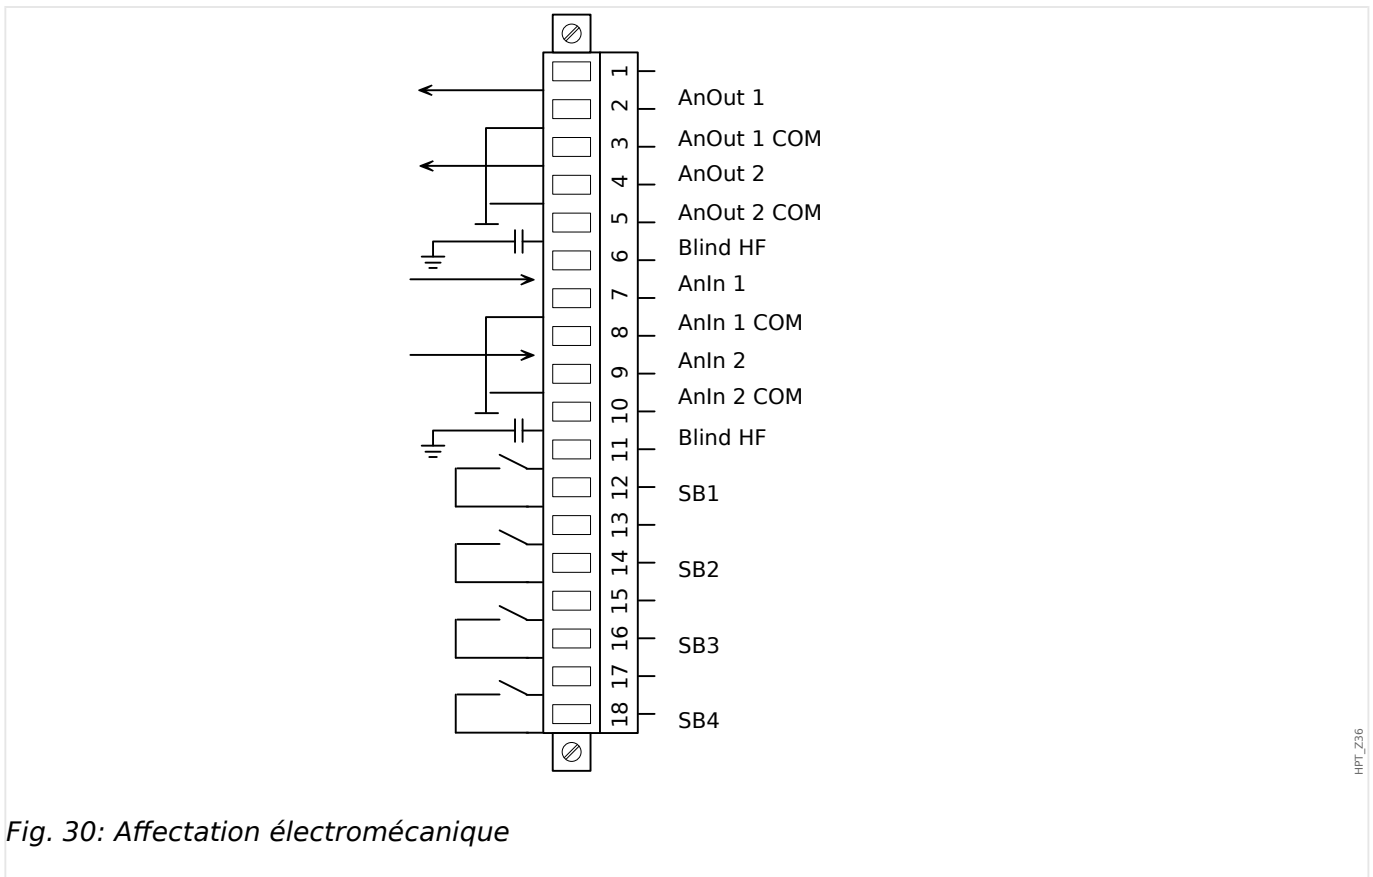 1
AnOut 1
2
AnOut 1 COM
3
AnOut 2
4
AnOut 2 COM
5
Blind HF
6
AnIn 1
7
AnIn 1 COM
8
AnIn 2
9
AnIn 2 COM
10
Blind HF
11
12
SB1
13
14
SB2
15
16
SB3
17
18
SB4
HPT_Z36
Fig. 30: Affectation électromécanique